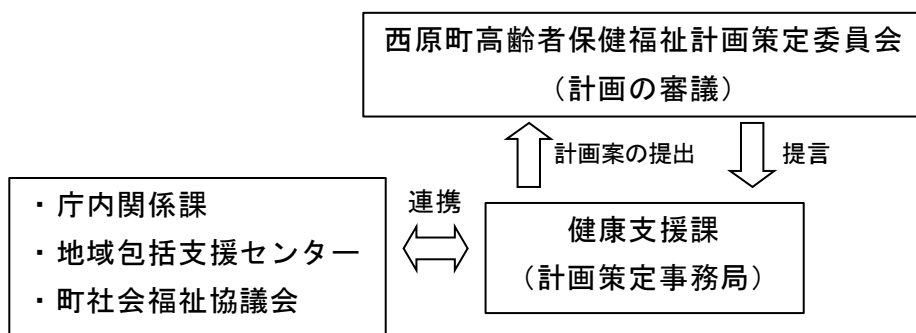 西原町高齢者保健福祉計画策定委員会
（計画の審議）
計画案の提出
提言
・庁内関係課
・地域包括支援センター
・町社会福祉協議会
連携
健康支援課
（計画策定事務局）